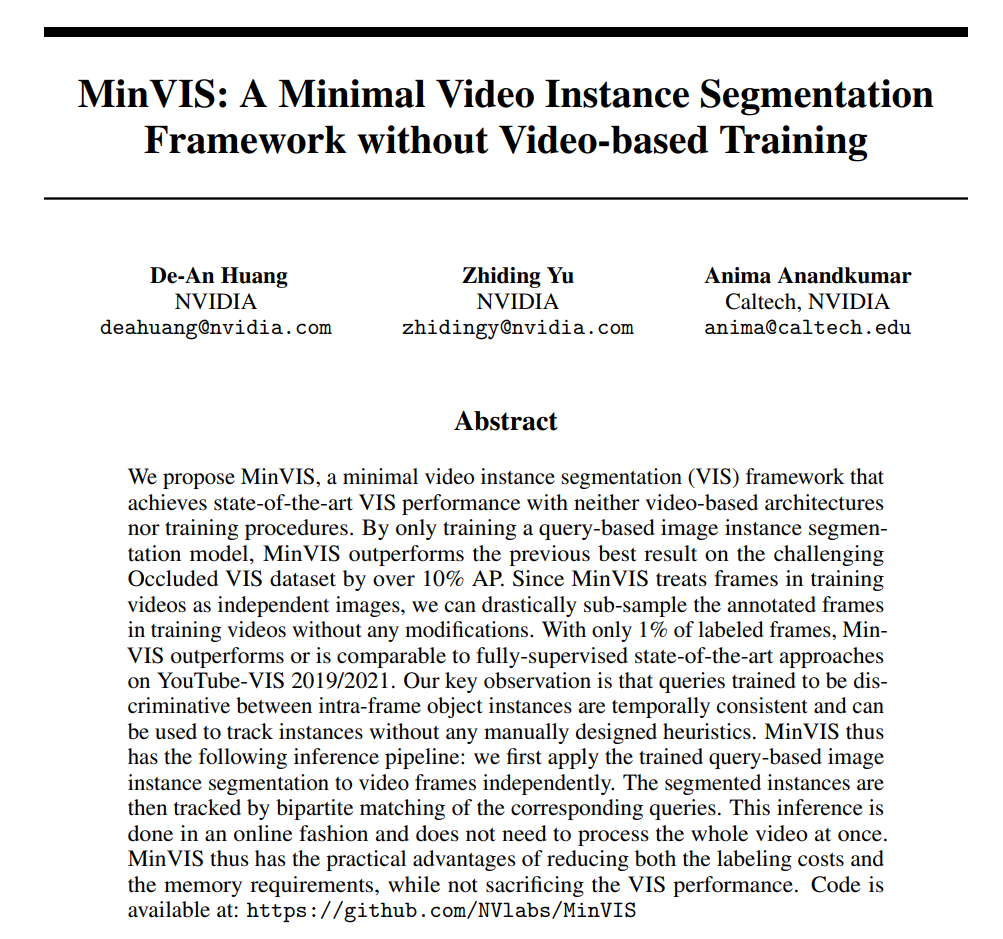 MinVIS: A Minimal Video Instance Segmentation
Framework without Video-based Training
De-An Huang
NVIDIA
deahuang@nvidia.com
Zhiding Yu
NVIDIA
zhidingy@nvidia.com
Anima Anandkumar
Caltech, NVIDIA
anima@caltech.edu
Abstract
We propose MinVIS, a minimal video instance segmentation (VIS) framework that
achieves state-of-the-art VIS performance with neither video-based architectures
nor training procedures. By only training a query-based image instance segmen-
tation model, MinVIS outperforms the previous best result on the challenging
Occluded VIS dataset by over 10% AP. Since MinVIS treats frames in training
videos as independent images, we can drastically sub-sample the annotated frames
in training videos without any modifications. With only 1% of labeled frames, Min-
VIS outperforms or is comparable to fully-supervised state-of-the-art approaches
on YouTube-VIS 2019/2021. Our key observation is that queries trained to be dis-
criminative between intra-frame object instances are temporally consistent and can
be used to track instances without any manually designed heuristics. MinVIS thus
has the following inference pipeline: we first apply the trained query-based image
instance segmentation to video frames independently. The segmented instances are
then tracked by bipartite matching of the corresponding queries. This inference is
done in an online fashion and does not need to process the whole video at once.
MinVIS thus has the practical advantages of reducing both the labeling costs and
the memory requirements, while not sacrificing the VIS performance. Code is
available at: https://github.com/NVlabs/MinVIS